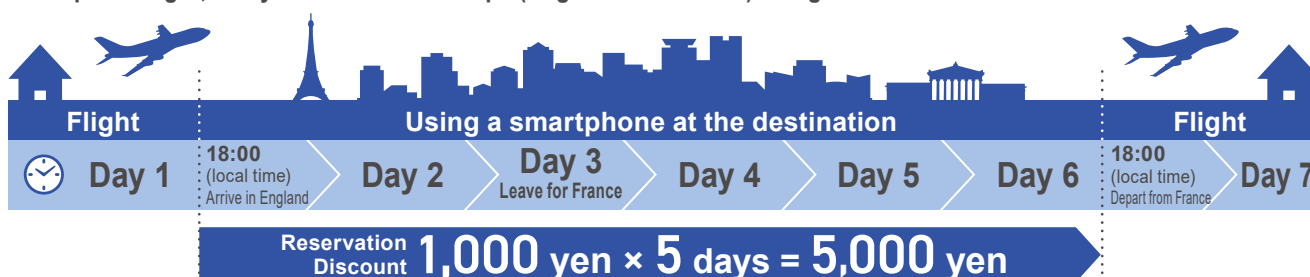 Flight
Using a smartphone at the destination
Flight
Day 1
18:00
(local time)
Arrive in England
Day 2
Day 3
Leave for France
Day 4
Day 5
Day 6
18:00
(local time)
Depart from France
Day 7
Reservation
Discount
1,000 yen × 5 days = 5,000 yen